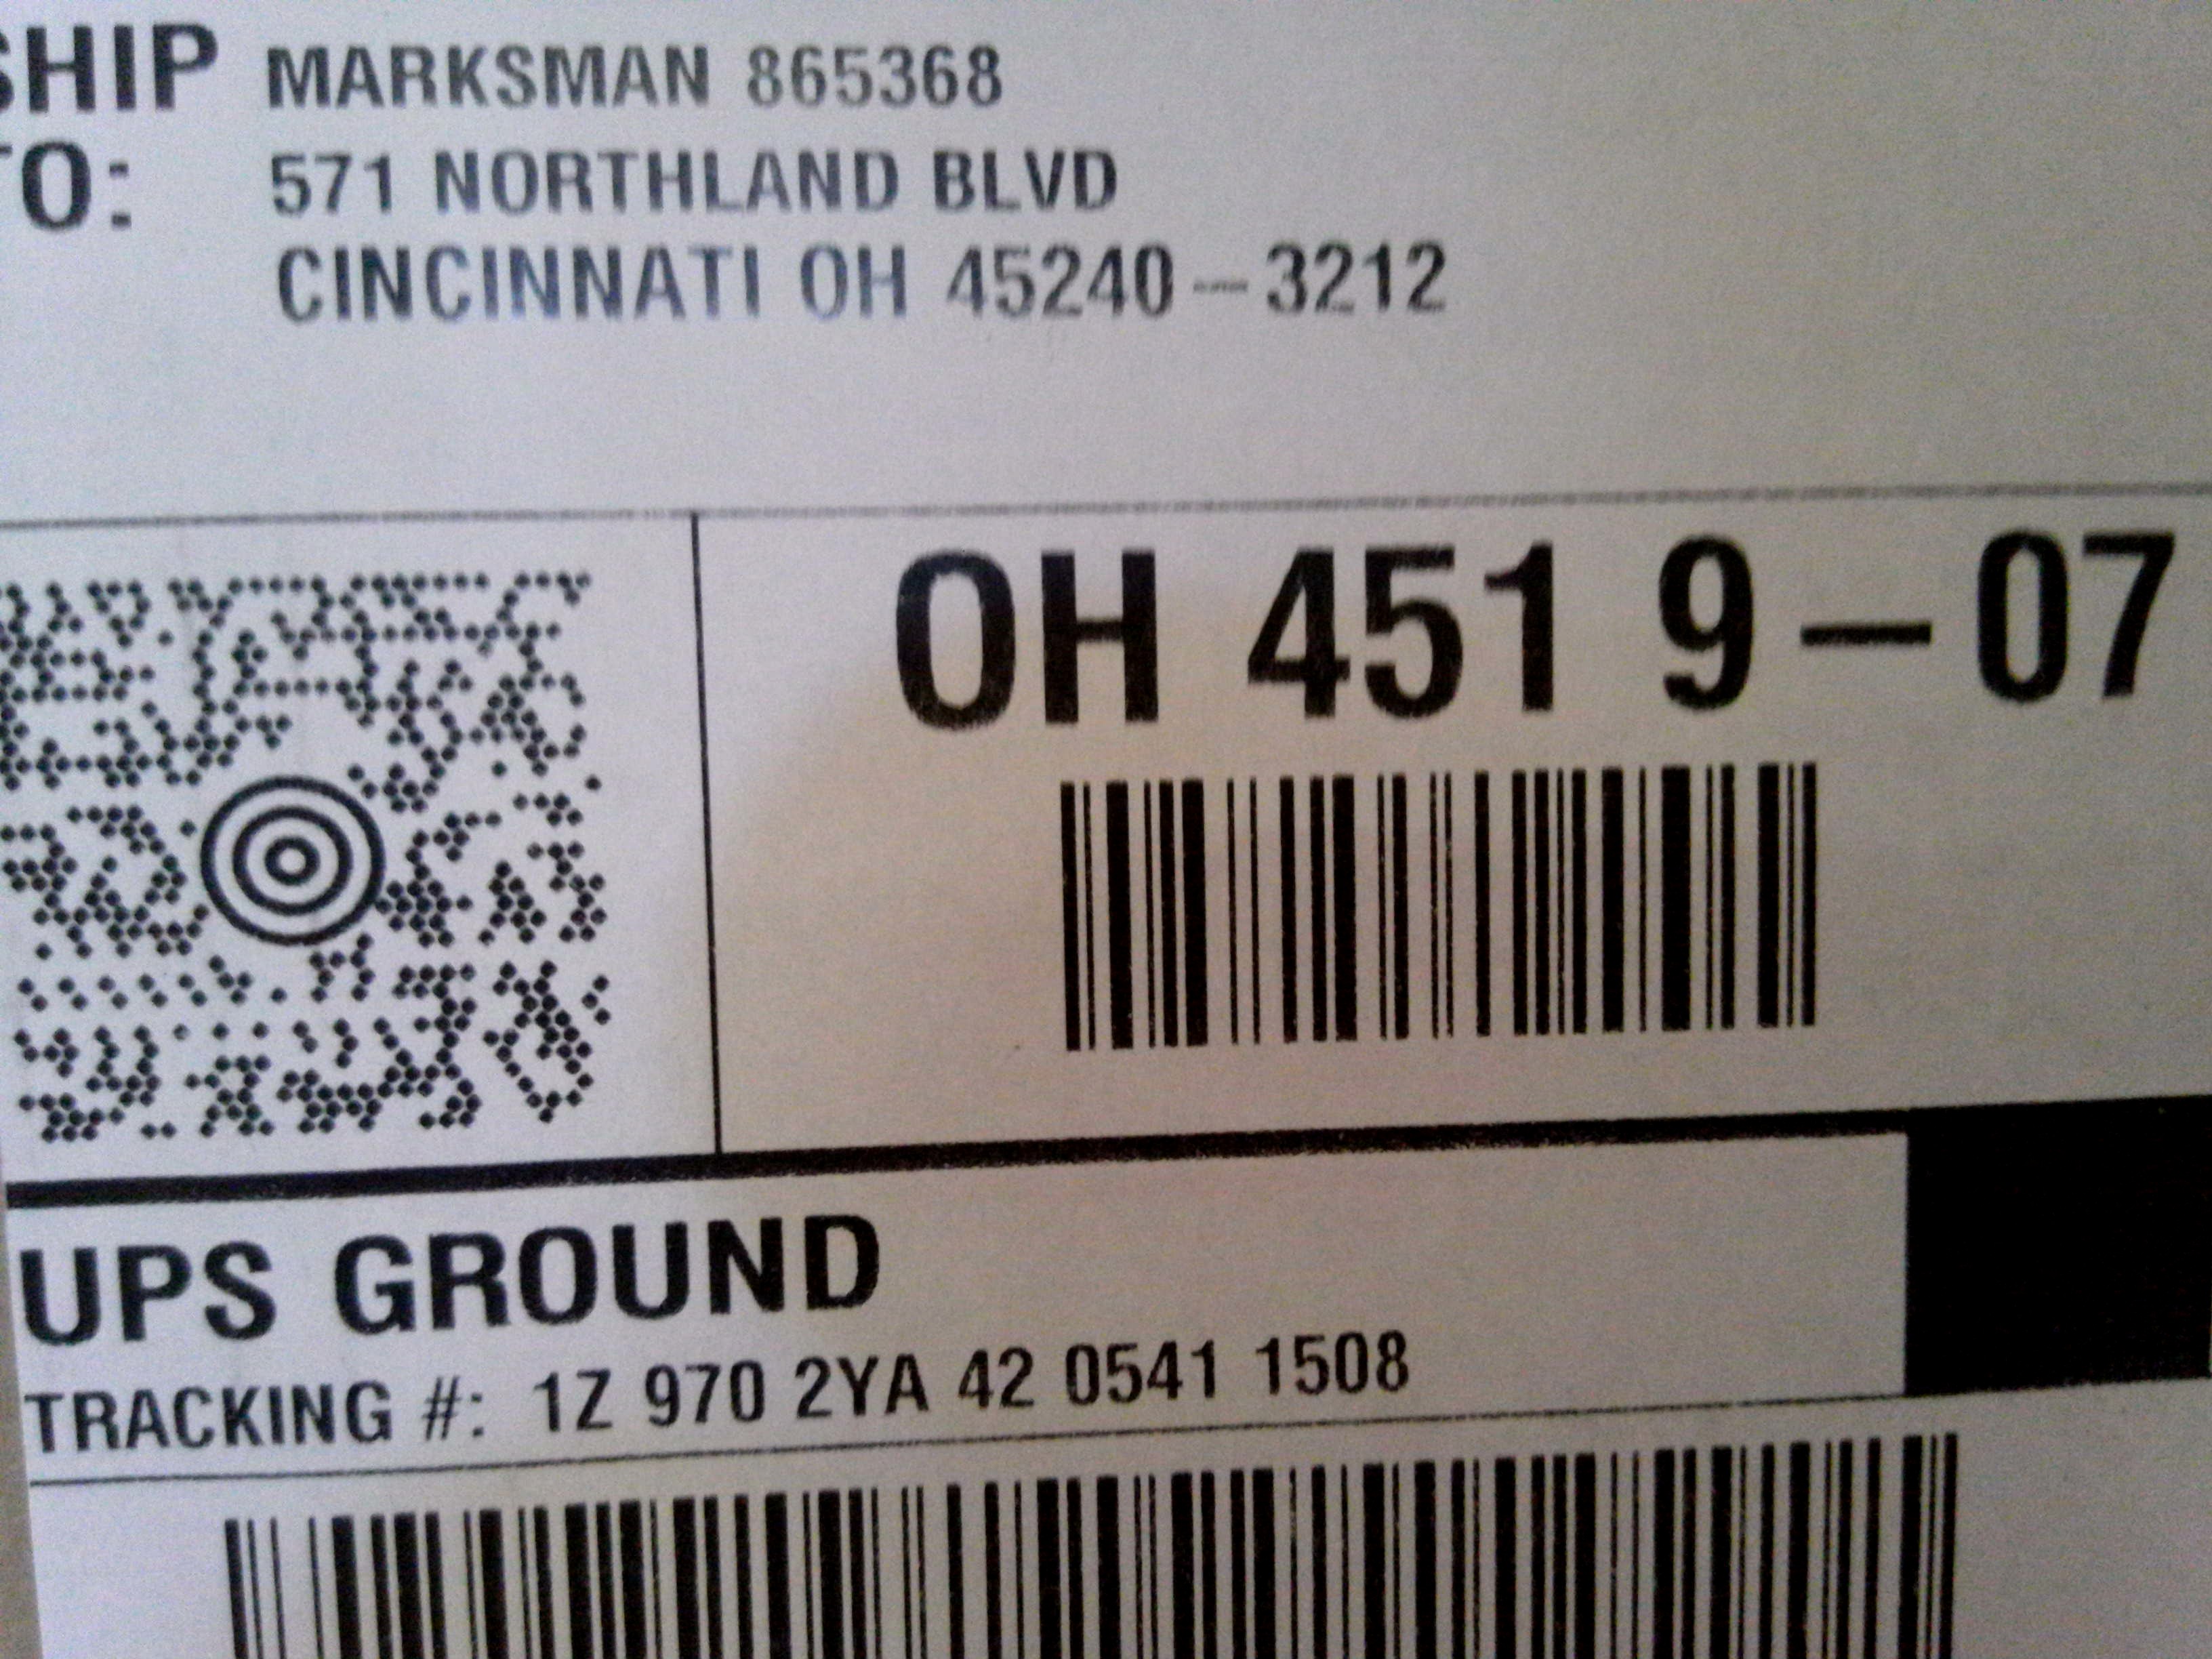 SHIP MARKSMAN 865368
TO: 571 NORTHLAND BLVD
CINCINNATI OH 45240-3212
OH 451 9-07
UPS GROUND
TRACKING #: 1Z 970 2YA 42 0541 1508